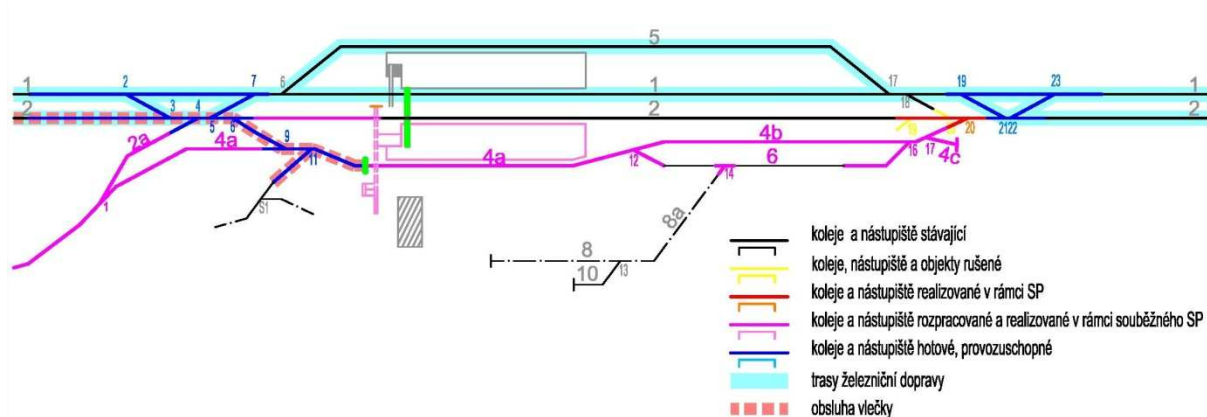 5
1
2
7
6
1
17
19
23
1
2
3
4
5
8
2
18
19
20
2122
2
2a
4a
9
11
4a
12
4b
6
14
16
17
4c
1
S1
8
8a
10
13
koleje a nástupiště stávající
koleje, nástupiště a objekty rušené
koleje a nástupiště realizované v rámci SP
koleje a nástupiště rozpracované a realizované v rámci souběžného SP
koleje a nástupiště hotové, provozuschopné
trasy železniční dopravy
obsluha vlečky